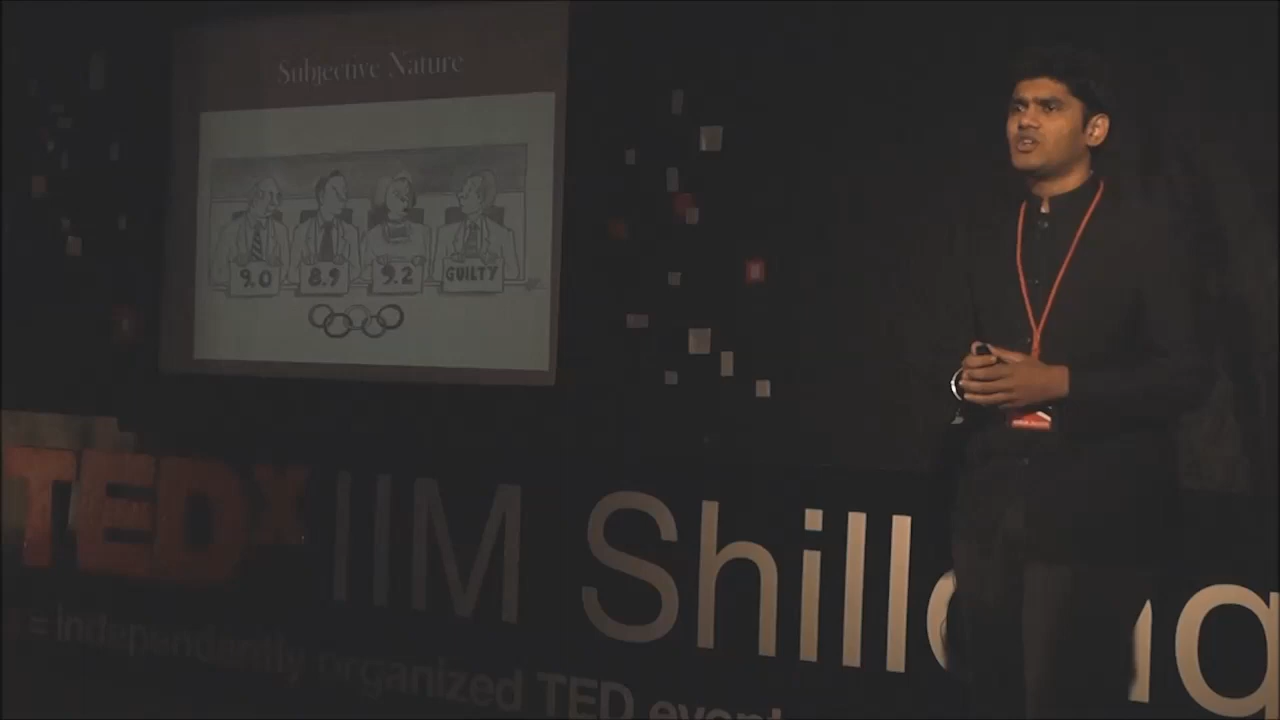 Subjective Nature
9.0 8.9 9.2 GUILTY
TEDx IIM Shillong
= independently organized TED event